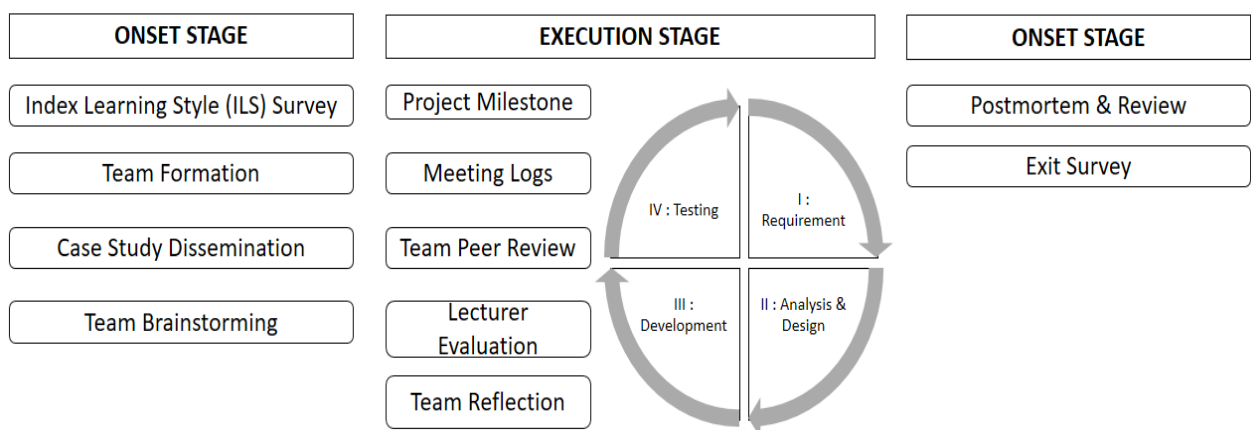 ONSET STAGE
Index Learning Style (ILS) Survey
Team Formation
Case Study Dissemination
Team Brainstorming
EXECUTION STAGE
Project Milestone
Meeting Logs
Team Peer Review
Lecturer
Evaluation
Team Reflection
IV : Testing
I :
Requirement
III :
Development
II : Analysis &
Design
ONSET STAGE
Postmortem & Review
Exit Survey